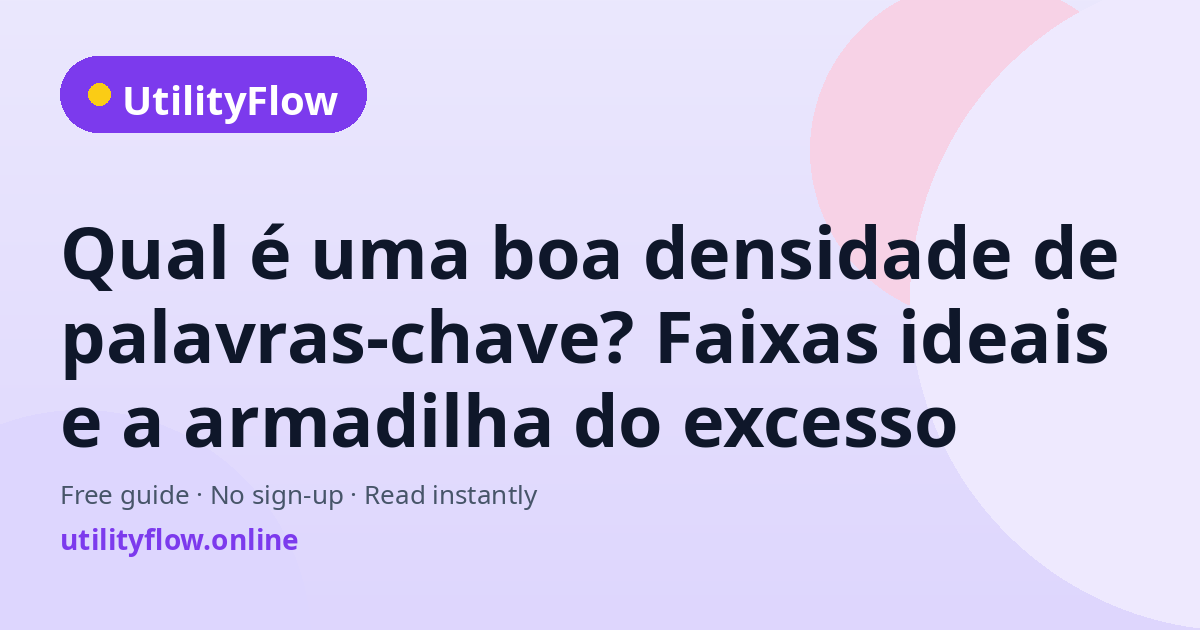 UtilityFlow
Qual é uma boa densidade de
palavras-chave? Faixas ideais
e a armadilha do excesso
Free guide · No sign-up · Read instantly
utilityflow.online